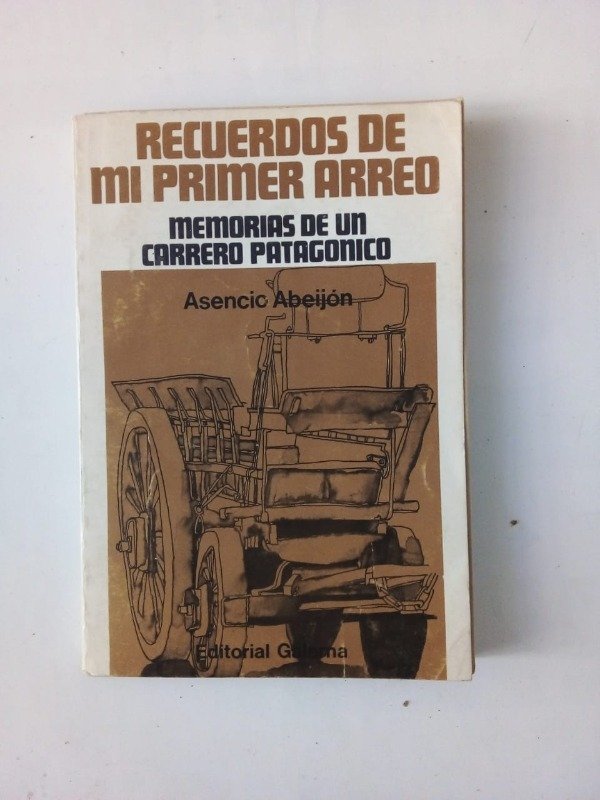 RECUERDOS DE
MI PRIMER ARREO
MEMORIAS DE UN
CARRERO PATAGONICO
Asencio Abeijón
Editorial Galerna